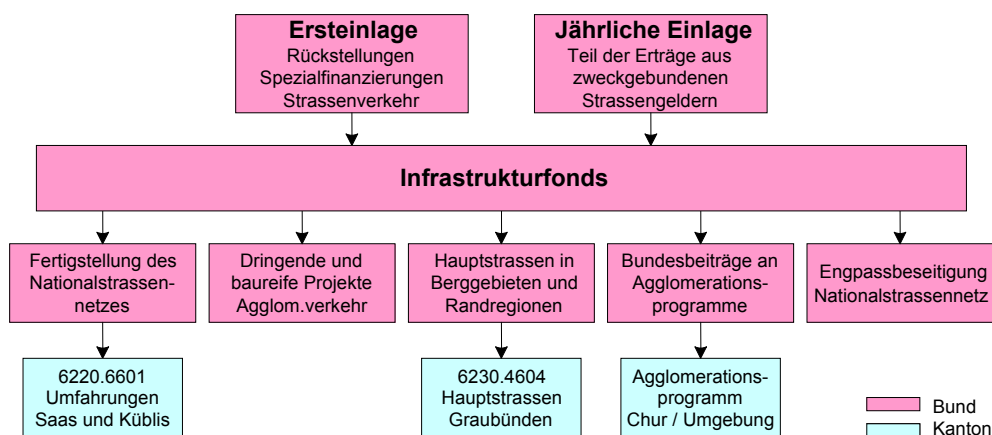 Ersteinlage
Rückstellungen
Spezialfinanzierungen
Strassenverkehr
Jährliche Einlage
Teil der Erträge aus
zweckgebundenen
Strassengeldern
Infrastrukturfonds
Fertigstellung des
Nationalstrassen-
netzes
Dringende und
baureife Projekte
Agglom.verkehr
Hauptstrassen in
Berggebieten und
Randregionen
Bundesbeiträge an
Agglomerations-
programme
Engpassbeseitigung
Nationalstrassennetz
6220.6601
Umfahrungen
Saas und Küblis
6230.4604
Hauptstrassen
Graubünden
Agglomerations-
programm
Chur / Umgebung
Bund
Kanton